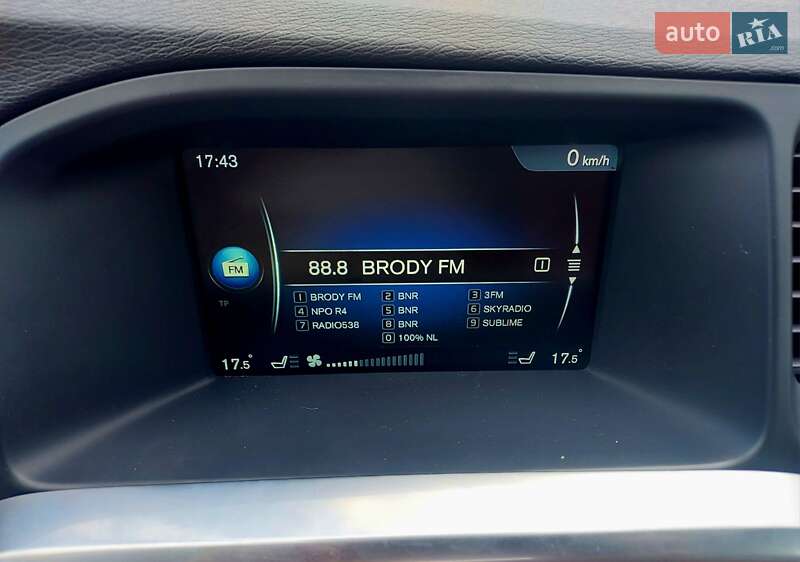 auto RIA .com
17:43 0 km/h
88.8 BRODY FM 1
FM
TP
1 BRODY FM 2 BNR 3 3FM
4 NPO R4 5 BNR 6 SKYRADIO
7 RADIO538 8 BNR 9 SUBLIME
0 100% NL
17.5° 17.5°